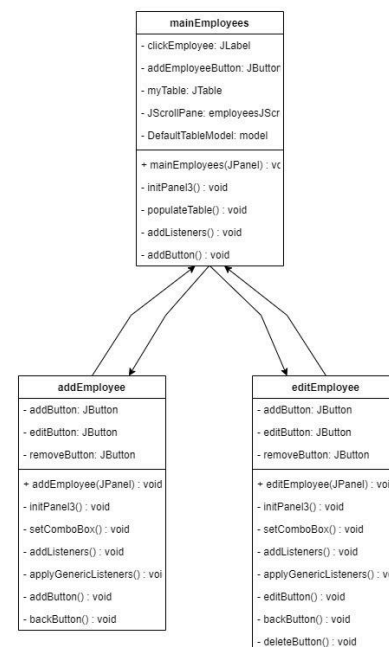 mainEmployees
- clickEmployee: JLabel
- addEmployeeButton: JButton
- myTable: JTable
- JScrollPane: employeesJScr
- DefaultTableModel: model
+ mainEmployees(JPanel) : vo
- initPanel3() : void
- populateTable() : void
- addListeners() : void
- addButton() : void
addEmployee
- addButton: JButton
- editButton: JButton
- removeButton: JButton
+ addEmployee(JPanel) : void
- initPanel3() : void
- setComboBox() : void
- addListeners() : void
- applyGenericListeners() : voi
- addButton() : void
- backButton() : void
editEmployee
- addButton: JButton
- editButton: JButton
- removeButton: JButton
+ editEmployee(JPanel) : voi
- initPanel3() : void
- setComboBox() : void
- addListeners() : void
- applyGenericListeners() : vo
- editButton() : void
- backButton() : void
- deleteButton() : void